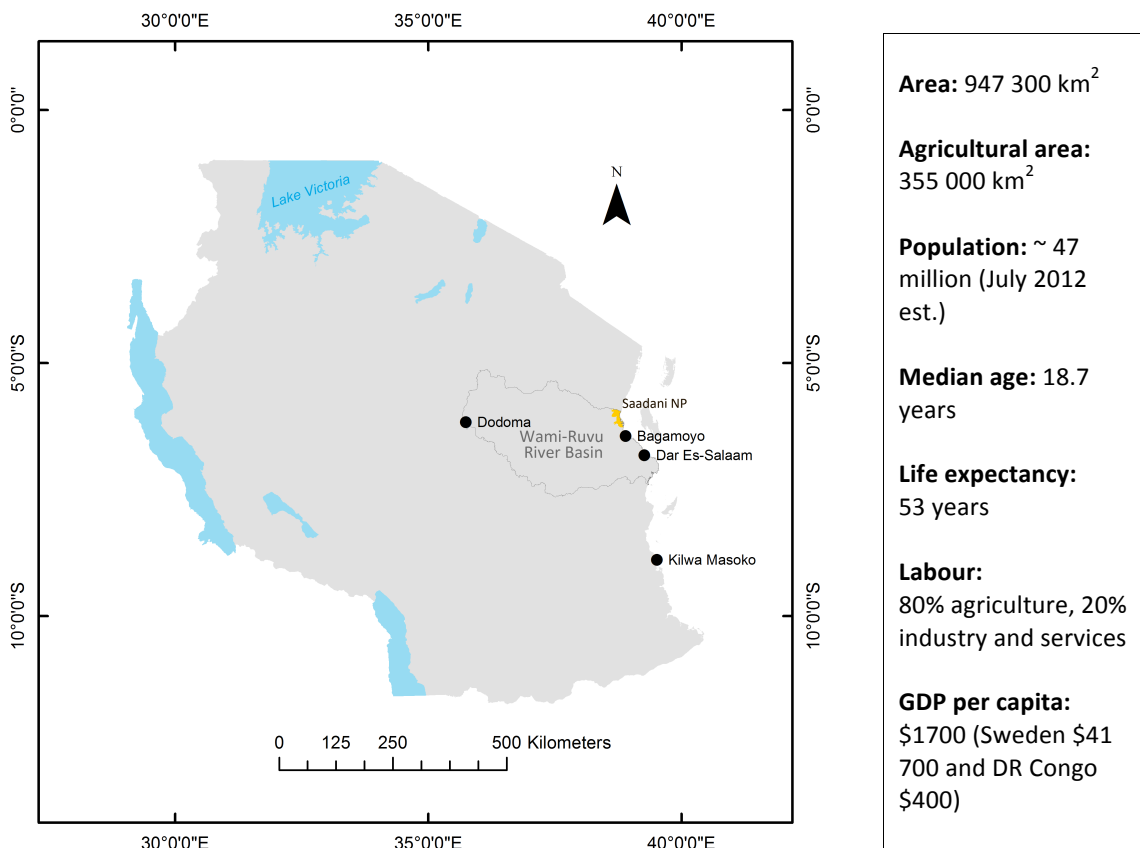 30°0'0"E
35°0'0"E
40°0'0"E
0°0'0"
0°0'0"
N
Lake Victoria
5°0'0"S
5°0'0"S
Saadani NP
Dodoma
Bagamoyo
Wami-Ruvu
River Basin
Dar Es-Salaam
Kilwa Masoko
10°0'0"S
10°0'0"S
0 125 250 500 Kilometers
30°0'0"E
35°0'0"E
40°0'0"E
Area: 947 300 km²
Agricultural area:
355 000 km²
Population: ~ 47
million (July 2012
est.)
Median age: 18.7
years
Life expectancy:
53 years
Labour:
80% agriculture, 20%
industry and services
GDP per capita:
$1700 (Sweden $41
700 and DR Congo
$400)